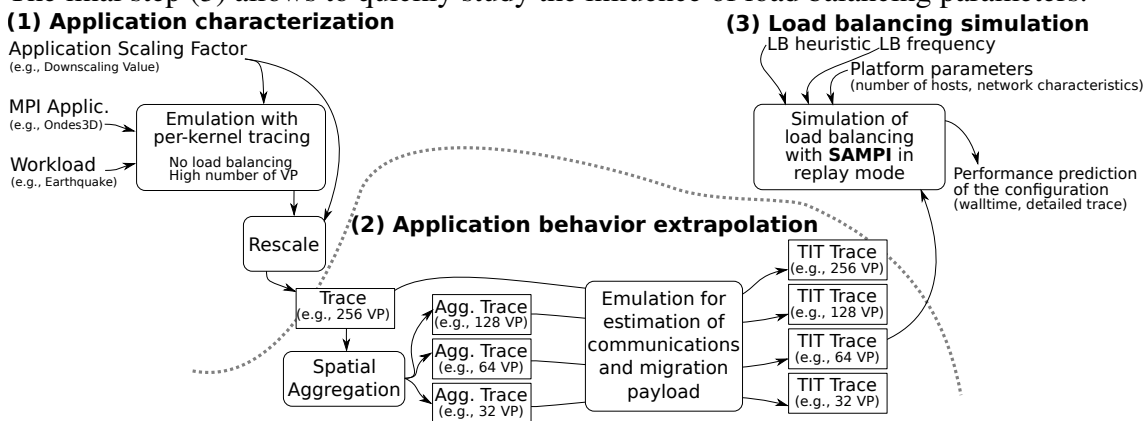 The final step (3) allows to quickly study the influence of load balancing parameters.
(1) Application characterization
Application Scaling Factor
(e.g., Downscaling Value)
MPI Applic.
(e.g., Ondes3D)
Workload
(e.g., Earthquake)
Emulation with
per-kernel tracing
No load balancing
High number of VP
Rescale
(2) Application behavior extrapolation
Trace
(e.g., 256 VP)
Spatial
Aggregation
Agg. Trace
(e.g., 128 VP)
Agg. Trace
(e.g., 64 VP)
Agg. Trace
(e.g., 32 VP)
Emulation for
estimation of
communications
and migration
payload
TIT Trace
(e.g., 256 VP)
TIT Trace
(e.g., 128 VP)
TIT Trace
(e.g., 64 VP)
TIT Trace
(e.g., 32 VP)
(3) Load balancing simulation
LB heuristic
LB frequency
Platform parameters
(number of hosts, network characteristics)
Simulation of
load balancing
with SAMPI in
replay mode
Performance prediction
of the configuration
(walltime, detailed trace)